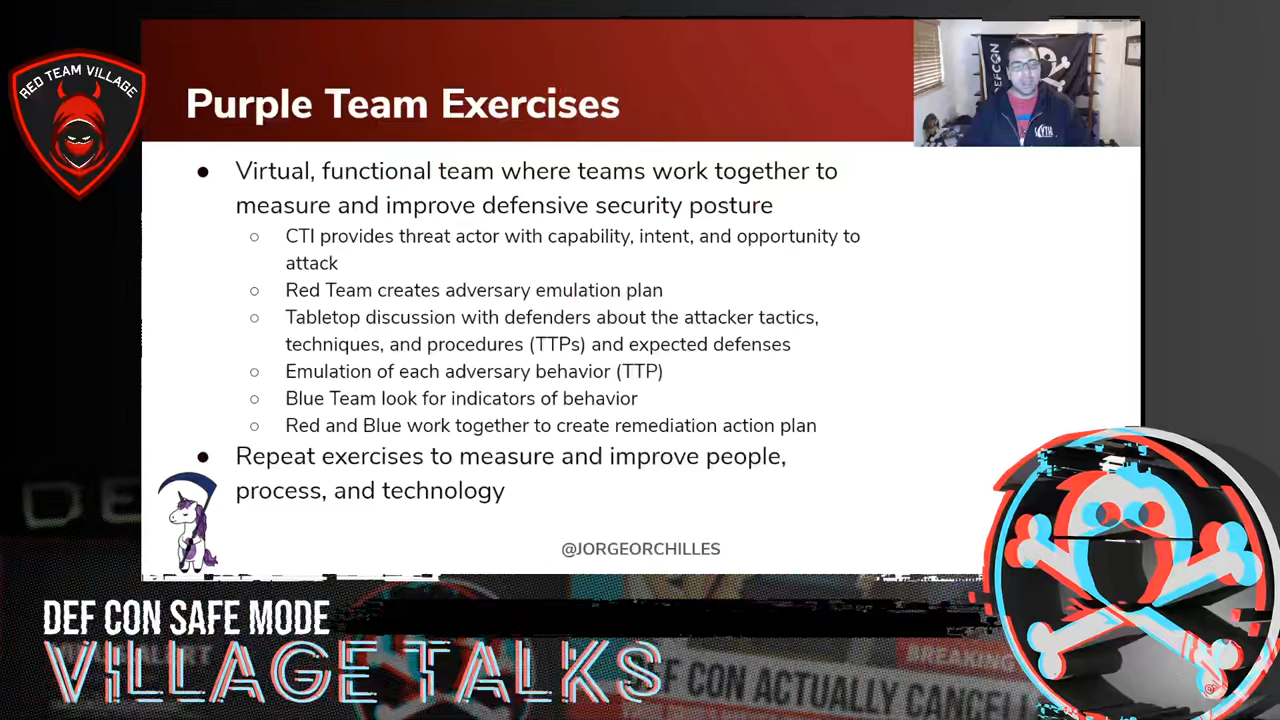 RED TEAM VILLAGE
Purple Team Exercises
DEFCON
SCYTHE
● Virtual, functional team where teams work together to
measure and improve defensive security posture
○ CTI provides threat actor with capability, intent, and opportunity to
attack
○ Red Team creates adversary emulation plan
○ Tabletop discussion with defenders about the attacker tactics,
techniques, and procedures (TTPs) and expected defenses
○ Emulation of each adversary behavior (TTP)
○ Blue Team look for indicators of behavior
○ Red and Blue work together to create remediation action plan
● Repeat exercises to measure and improve people,
process, and technology
@JORGEORCHILLES
DEF CON SAFE MODE
VILLAGE TALKS
DEF CON ACTUALLY CANCEL